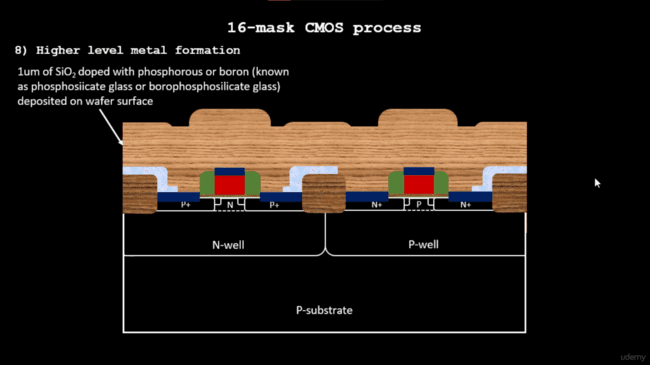 16-mask CMOS process
8) Higher level metal formation
1um of SiO2 doped with phosphorous or boron (known
as phosphosiicate glass or borophosphosilicate glass)
deposited on wafer surface
P+ N P+ N+ P N+
N-well P-well
P-substrate
udemy